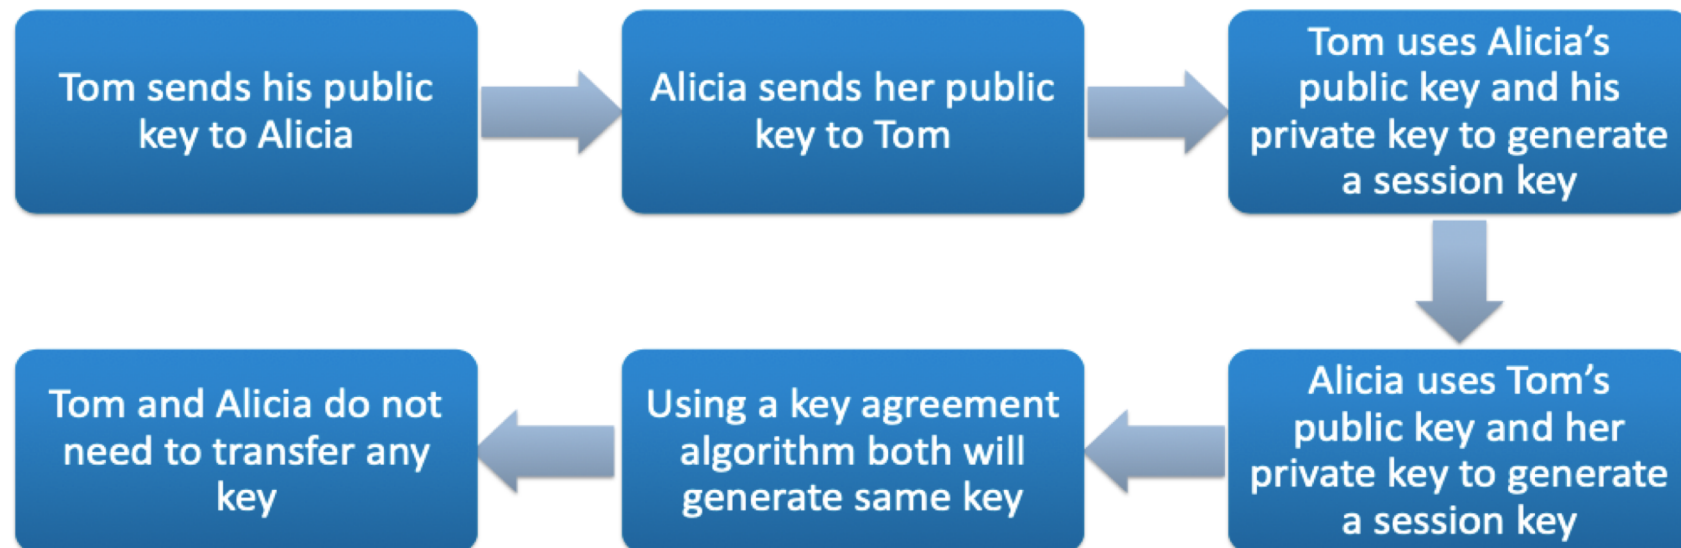 Tom sends his public
key to Alicia
Alicia sends her public
key to Tom
Tom uses Alicia’s
public key and his
private key to generate
a session key
Alicia uses Tom’s
public key and her
private key to generate
a session key
Using a key agreement
algorithm both will
generate same key
Tom and Alicia do not
need to transfer any
key